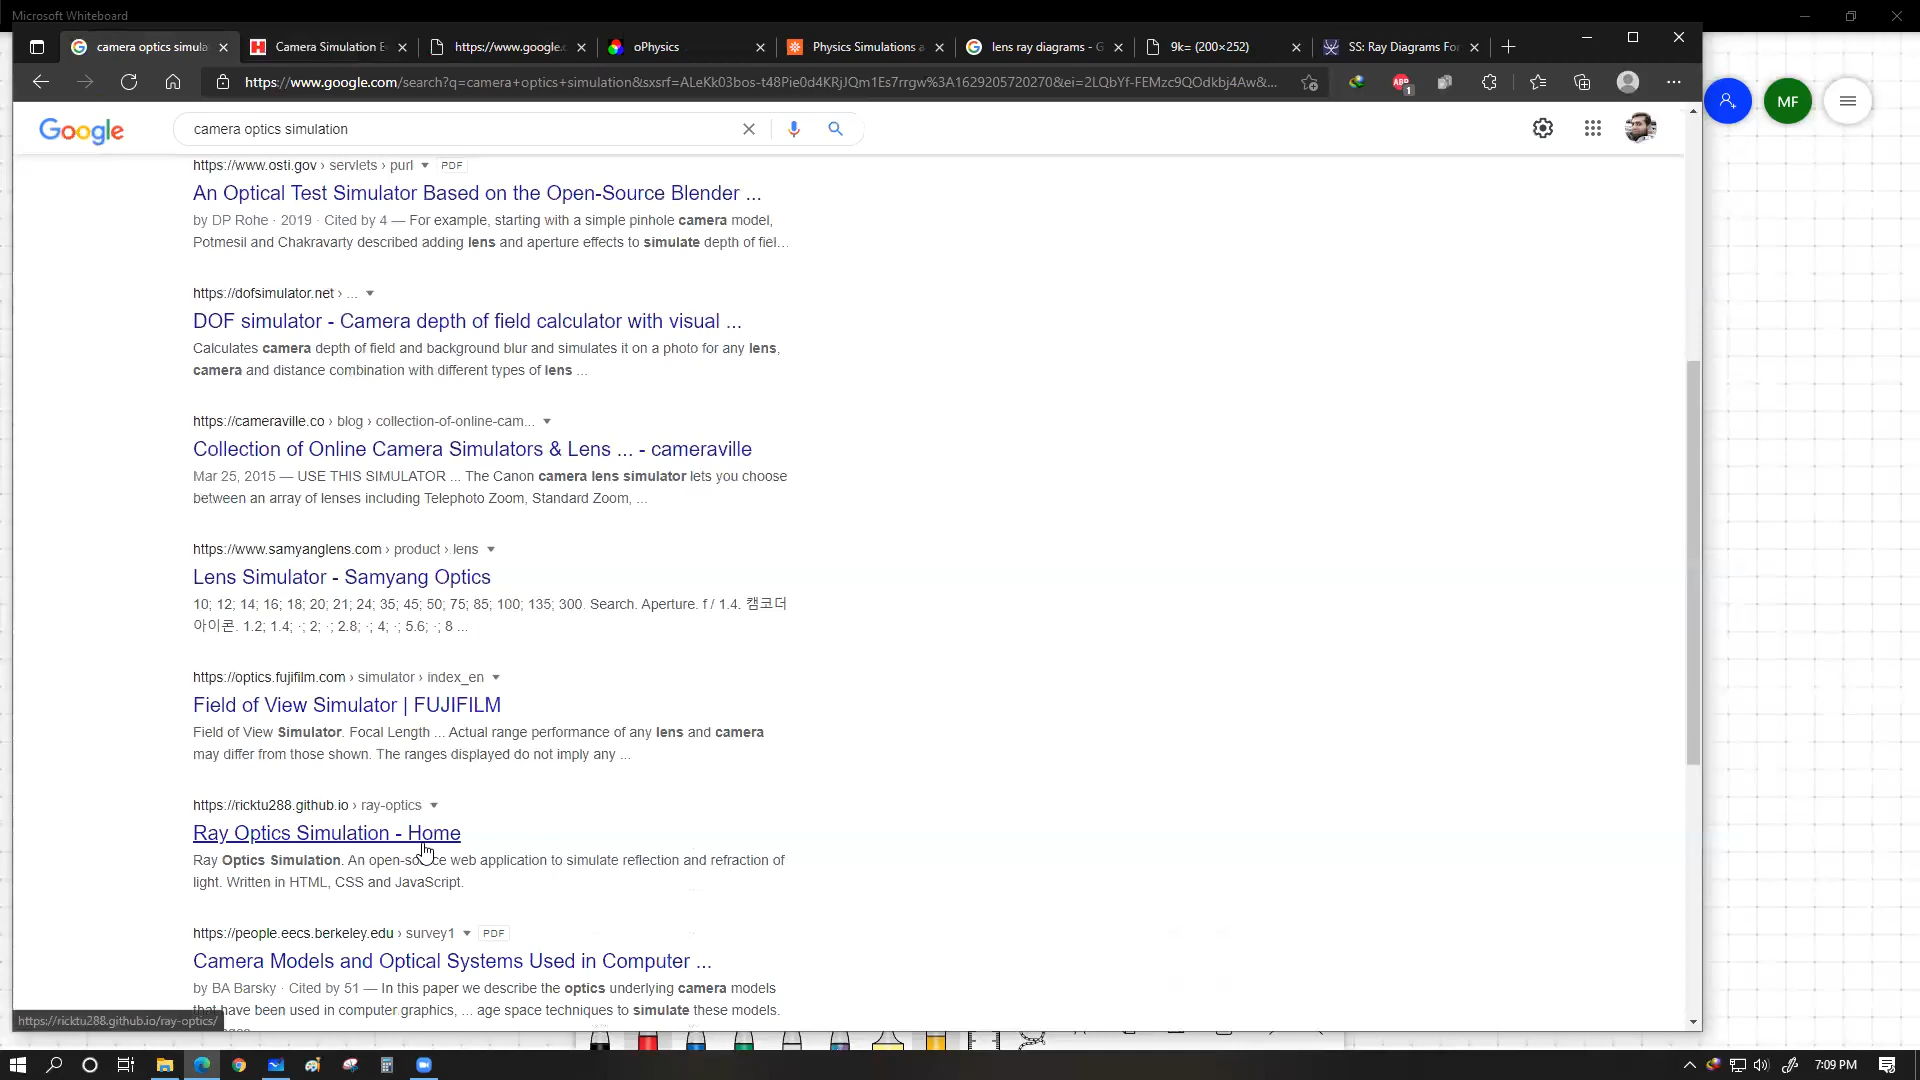 Microsoft Whiteboard
camera optics simula
Camera Simulation E
https://www.google.
oPhysics
Physics Simulations a
lens ray diagrams - G
9k= (200×252)
SS: Ray Diagrams For
https://www.google.com/search?q=camera+optics+simulation&sxsrf=ALeKk03bos-t48Pie0d4KRjJQm1Es7rrgw%3A1629205720270&ei=2LQbYf-FEMzc9QOdkbj4Aw&...
ABP
1
MF
Google
camera optics simulation
https://www.osti.gov › servlets › purl
PDF
An Optical Test Simulator Based on the Open-Source Blender ...
by DP Rohe · 2019 · Cited by 4 — For example, starting with a simple pinhole camera model,
Potmesil and Chakravarty described adding lens and aperture effects to simulate depth of fiel...
https://dofsimulator.net › ...
DOF simulator - Camera depth of field calculator with visual ...
Calculates camera depth of field and background blur and simulates it on a photo for any lens,
camera and distance combination with different types of lens ...
https://cameraville.co › blog › collection-of-online-cam...
Collection of Online Camera Simulators & Lens ... - cameraville
Mar 25, 2015 — USE THIS SIMULATOR ... The Canon camera lens simulator lets you choose
between an array of lenses including Telephoto Zoom, Standard Zoom, ...
https://www.samyanglens.com › product › lens
Lens Simulator - Samyang Optics
10; 12; 14; 16; 18; 20; 21; 24; 35; 45; 50; 75; 85; 100; 135; 300. Search. Aperture. f / 1.4. 캠코더
아이콘. 1.2; 1.4; ·; 2; ·; 2.8; ·; 4; ·; 5.6; ·; 8 ...
https://optics.fujifilm.com › simulator › index_en
Field of View Simulator | FUJIFILM
Field of View Simulator. Focal Length ... Actual range performance of any lens and camera
may differ from those shown. The ranges displayed do not imply any ...
https://ricktu288.github.io › ray-optics
Ray Optics Simulation - Home
Ray Optics Simulation. An open-source web application to simulate reflection and refraction of
light. Written in HTML, CSS and JavaScript.
https://people.eecs.berkeley.edu › survey1
PDF
Camera Models and Optical Systems Used in Computer ...
by BA Barsky · Cited by 51 — In this paper we describe the optics underlying camera models
that have been used in computer graphics, ... age space techniques to simulate these models.
https://ricktu288.github.io/ray-optics/
7:09 PM